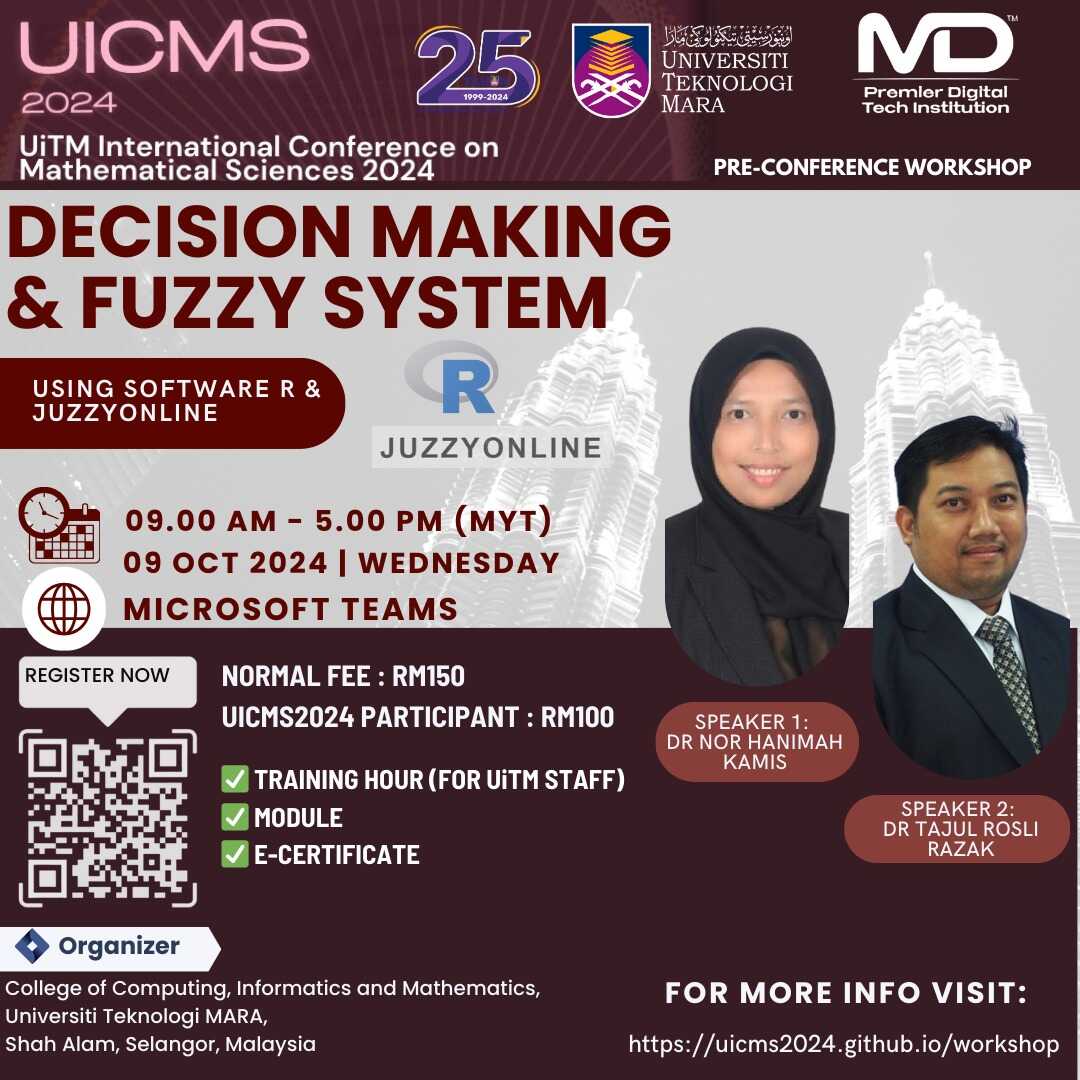 UICMS
2024
UiTM International Conference on
Mathematical Sciences 2024
25
1999-2024
UNIVERSITI
TEKNOLOGI
MARA
MD™
Premier Digital
Tech Institution
PRE-CONFERENCE WORKSHOP
DECISION MAKING
& FUZZY SYSTEM
USING SOFTWARE R &
JUZZYONLINE
R
JUZZYONLINE
09.00 AM - 5.00 PM (MYT)
09 OCT 2024 | WEDNESDAY
MICROSOFT TEAMS
REGISTER NOW
NORMAL FEE : RM150
UICMS2024 PARTICIPANT : RM100
TRAINING HOUR (FOR UiTM STAFF)
MODULE
E-CERTIFICATE
SPEAKER 1:
DR NOR HANIMAH
KAMIS
SPEAKER 2:
DR TAJUL ROSLI
RAZAK
Organizer
College of Computing, Informatics and Mathematics,
Universiti Teknologi MARA,
Shah Alam, Selangor, Malaysia
FOR MORE INFO VISIT:
https://uicms2024.github.io/workshop